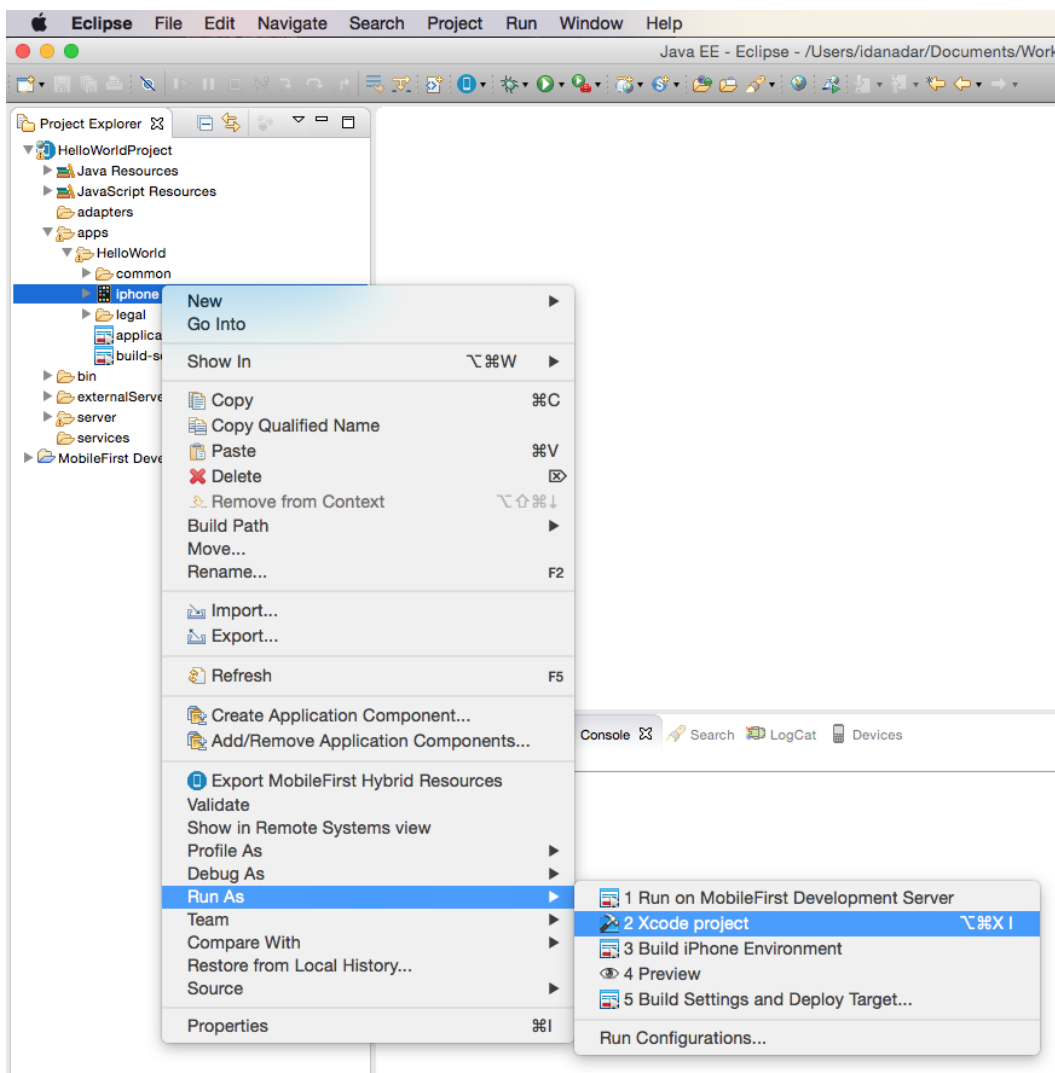 Eclipse File Edit Navigate Search Project Run Window Help
Java EE - Eclipse - /Users/idanadar/Documents/Work
Project Explorer
HelloWorldProject
Java Resources
JavaScript Resources
adapters
apps
HelloWorld
common
iphone
legal
applica
build-se
bin
externalServe
server
services
MobileFirst Deve
New
Go Into
Show In ⌥⌘W
Copy ⌘C
Copy Qualified Name
Paste ⌘V
Delete ⌦
Remove from Context ⌥⇧⌘↓
Build Path
Move...
Rename... F2
Import...
Export...
Refresh F5
Create Application Component...
Add/Remove Application Components...
Export MobileFirst Hybrid Resources
Validate
Show in Remote Systems view
Profile As
Debug As
Run As
Team
Compare With
Restore from Local History...
Source
Properties ⌘I
Console Search LogCat Devices
1 Run on MobileFirst Development Server
2 Xcode project ⌥⌘X I
3 Build iPhone Environment
4 Preview
5 Build Settings and Deploy Target...
Run Configurations...